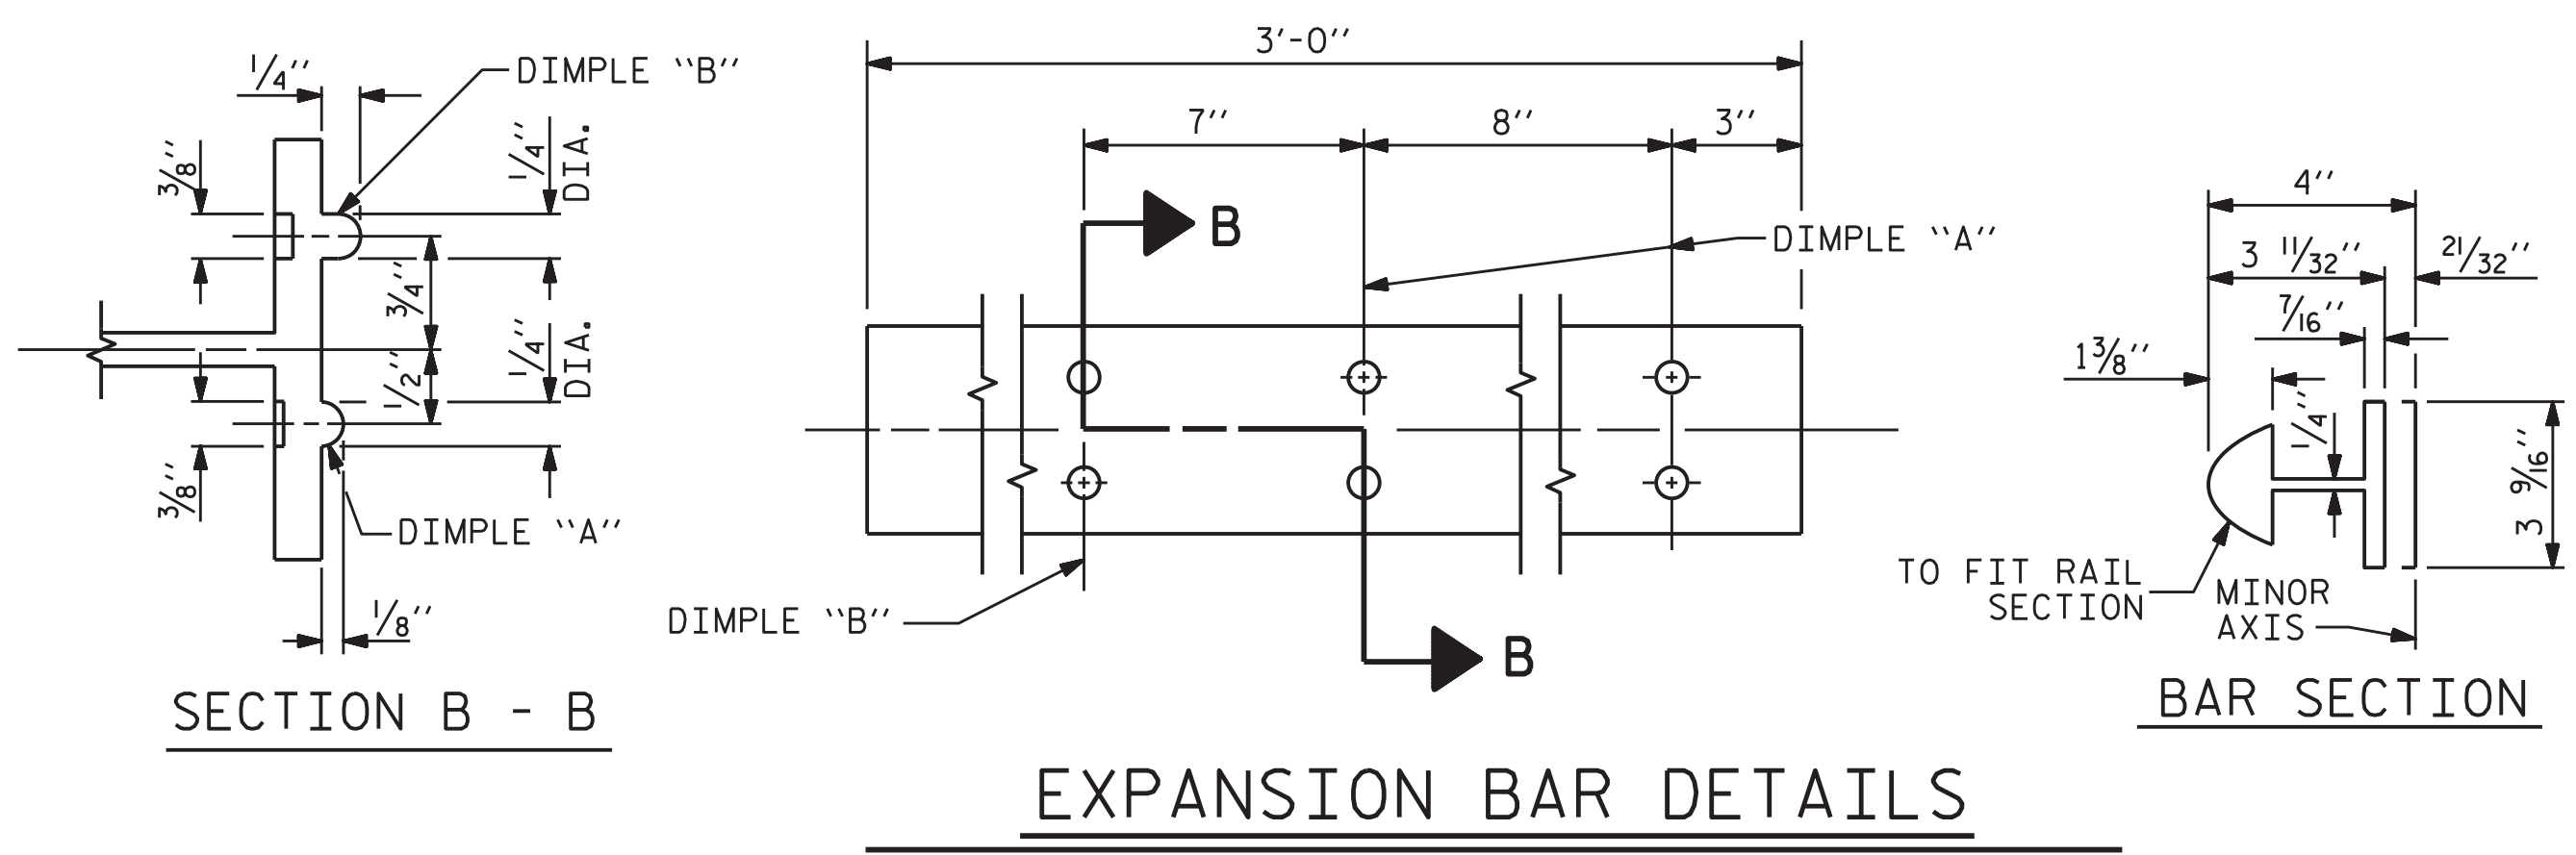 1/4"
DIMPLE "B"
3/8"
1/4" DIA.
3/4"
1/2"
1/4" DIA.
3/8"
DIMPLE "A"
1/8"
SECTION B - B
3'-0"
7"
8"
3"
B
DIMPLE "A"
DIMPLE "B"
B
EXPANSION BAR DETAILS
4"
3 11/32"
21/32"
7/16"
1 3/8"
1/4"
3 9/16"
TO FIT RAIL
SECTION
MINOR
AXIS
BAR SECTION